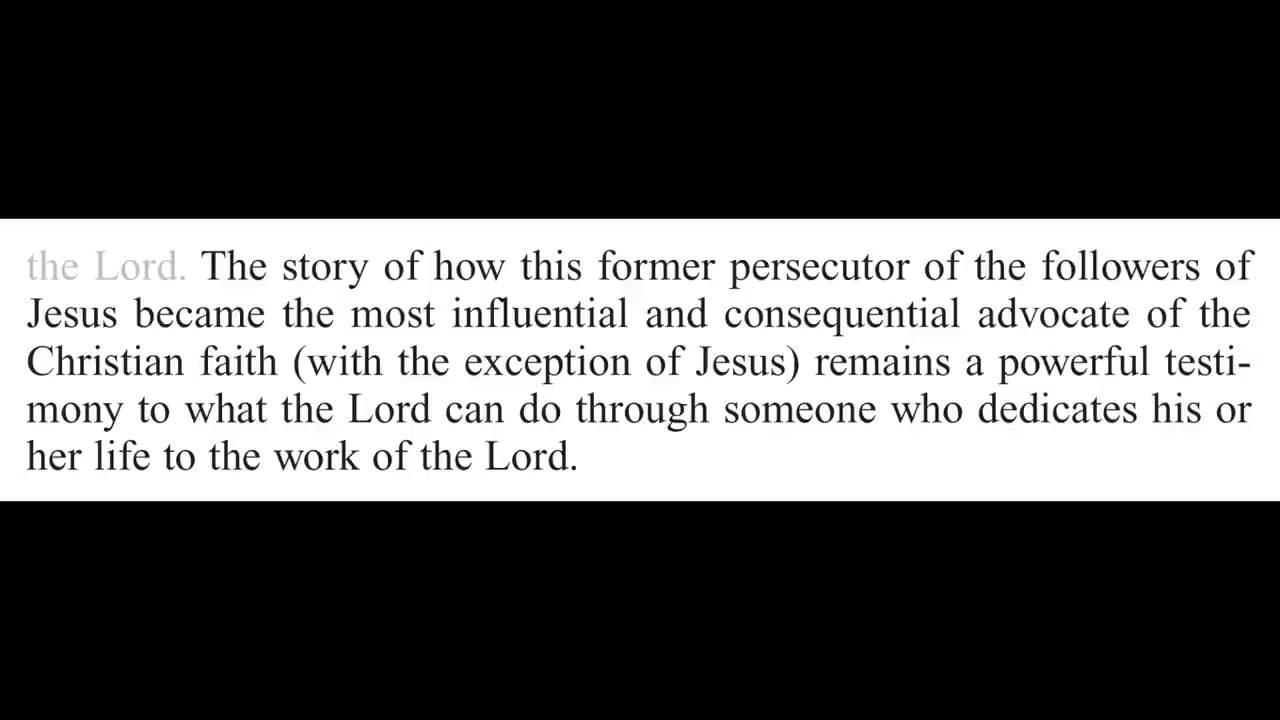 the Lord. The story of how this former persecutor of the followers of
Jesus became the most influential and consequential advocate of the
Christian faith (with the exception of Jesus) remains a powerful testi-
mony to what the Lord can do through someone who dedicates his or
her life to the work of the Lord.